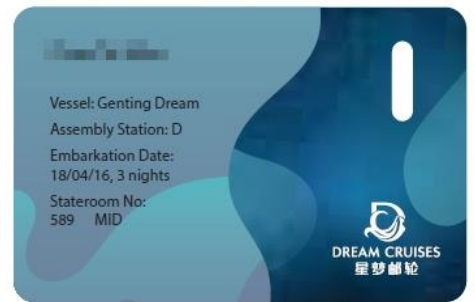 Vessel: Genting Dream
Assembly Station: D
Embarkation Date:
18/04/16, 3 nights
Stateroom No:
589 MID
DREAM CRUISES
星梦邮轮